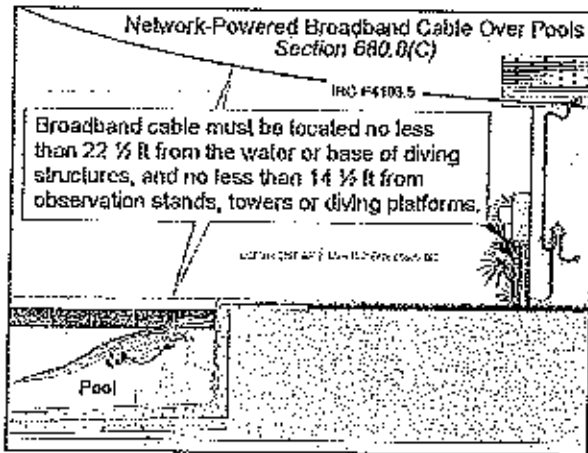 Network-Powered Broadband Cable Over Pools
Section 680.8(C)
Broadband cable must be located no less
than 22 ½ ft from the water or base of diving
structures, and no less than 14 ½ ft from
observation stands, towers or diving platforms.
Pool